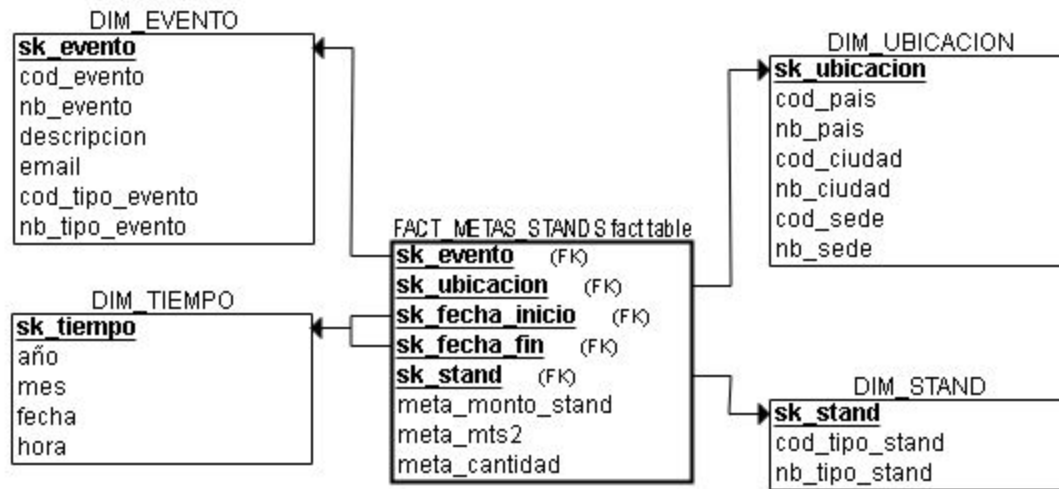 DIM_EVENTO
sk_evento
cod_evento
nb_evento
descripcion
email
cod_tipo_evento
nb_tipo_evento
DIM_UBICACION
sk_ubicacion
cod_pais
nb_pais
cod_ciudad
nb_ciudad
cod_sede
nb_sede
FACT_METAS_STANDS fact table
sk_evento (FK)
sk_ubicacion (FK)
sk_fecha_inicio (FK)
sk_fecha_fin (FK)
sk_stand (FK)
meta_monto_stand
meta_mts2
meta_cantidad
DIM_TIEMPO
sk_tiempo
año
mes
fecha
hora
DIM_STAND
sk_stand
cod_tipo_stand
nb_tipo_stand